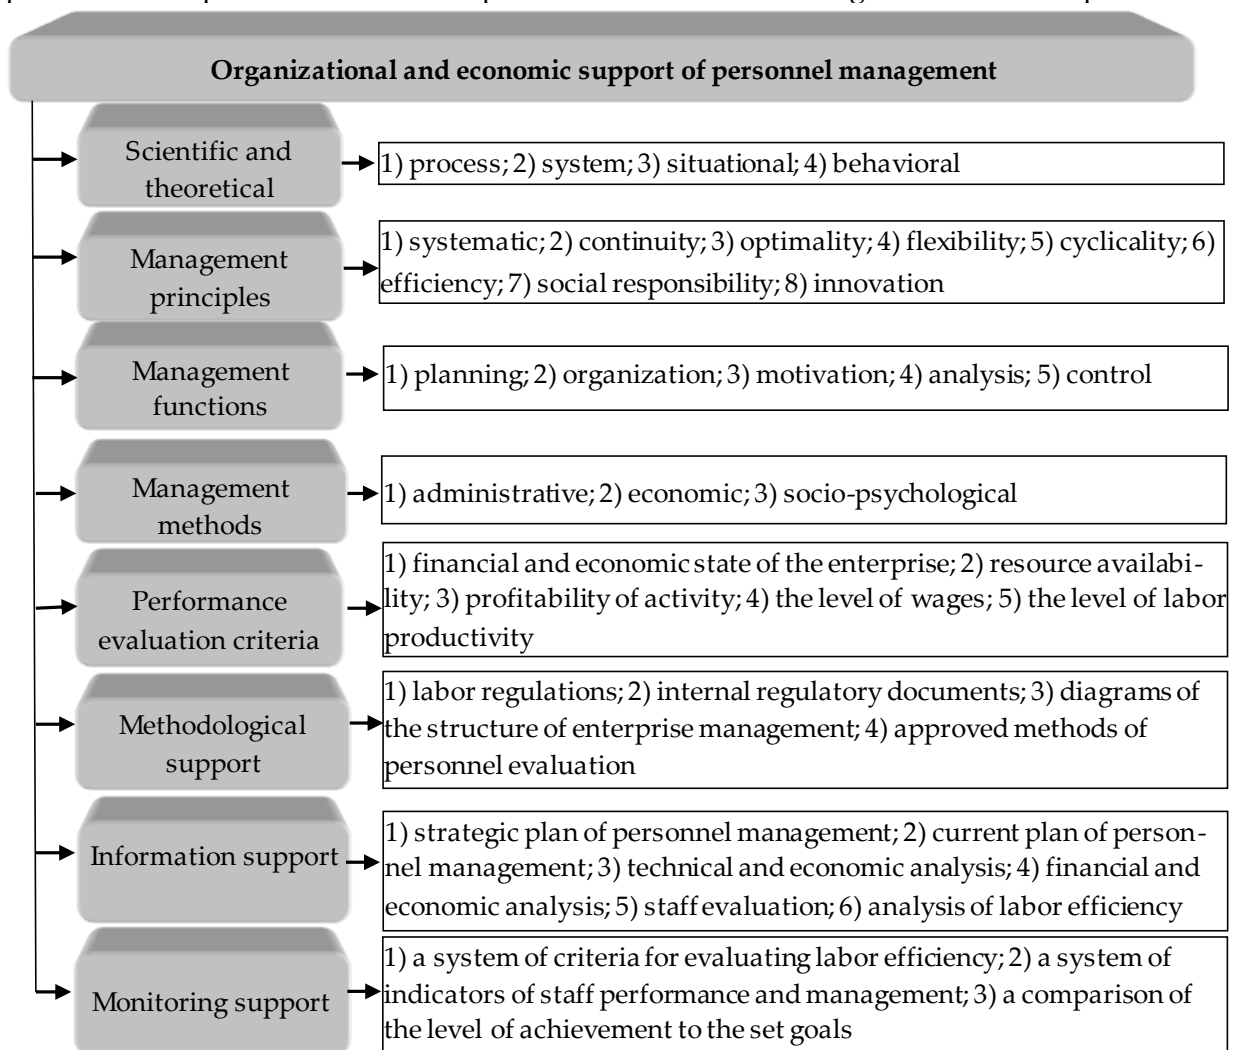 Organizational and economic support of personnel management
Scientific and
theoretical
1) process; 2) system; 3) situational; 4) behavioral
Management
principles
1) systematic; 2) continuity; 3) optimality; 4) flexibility; 5) cyclicality; 6)
efficiency; 7) social responsibility; 8) innovation
Management
functions
1) planning; 2) organization; 3) motivation; 4) analysis; 5) control
Management
methods
1) administrative; 2) economic; 3) socio-psychological
Performance
evaluation criteria
1) financial and economic state of the enterprise; 2) resource availabi-
lity; 3) profitability of activity; 4) the level of wages; 5) the level of labor
productivity
Methodological
support
1) labor regulations; 2) internal regulatory documents; 3) diagrams of
the structure of enterprise management; 4) approved methods of
personnel evaluation
Information support
1) strategic plan of personnel management; 2) current plan of person-
nel management; 3) technical and economic analysis; 4) financial and
economic analysis; 5) staff evaluation; 6) analysis of labor efficiency
Monitoring support
1) a system of criteria for evaluating labor efficiency; 2) a system of
indicators of staff performance and management; 3) a comparison of
the level of achievement to the set goals